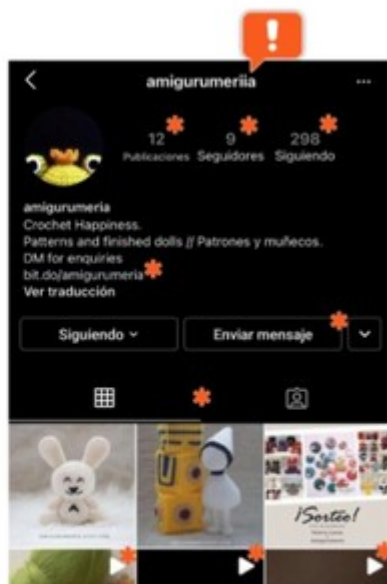 !
amigurumeriia
12 9 298
Publicaciones Seguidores Siguiendo
amigurumeria
Crochet Happiness.
Patterns and finished dolls // Patrones y muñecos.
DM for enquiries
bit.do/amigurumeria
Ver traducción
Siguiendo Enviar mensaje
¡Sorteo!